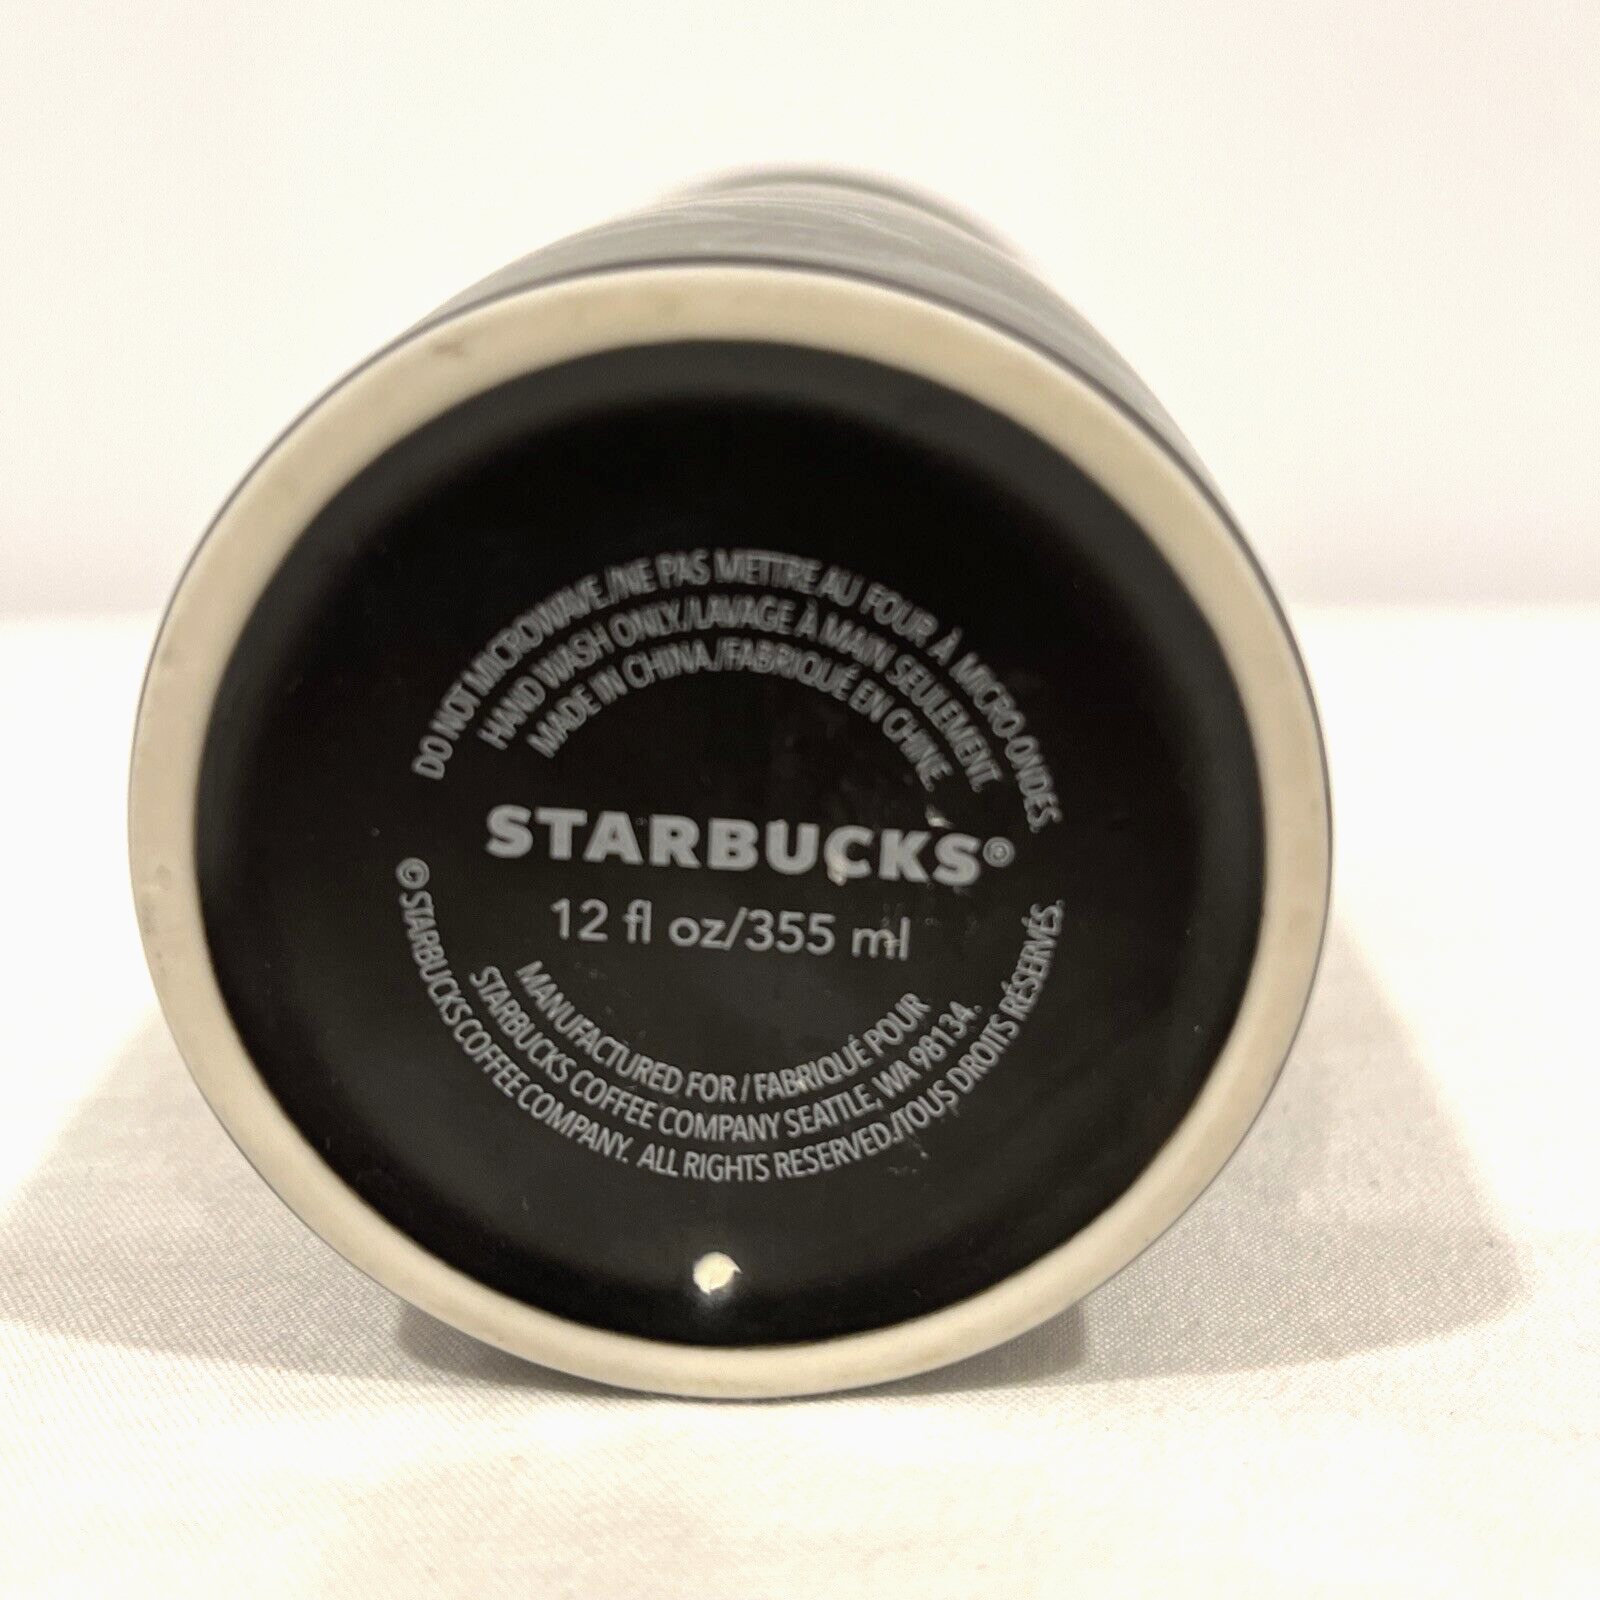 DO NOT MICROWAVE./NE PAS METTRE AU FOUR À MICRO-ONDES.
HAND WASH ONLY./LAVAGE À MAIN SEULEMENT.
MADE IN CHINA./FABRIQUÉ EN CHINE.
STARBUCKS®
12 fl oz/355 ml
MANUFACTURED FOR / FABRIQUÉ POUR
STARBUCKS COFFEE COMPANY SEATTLE, WA 98134.
© STARBUCKS COFFEE COMPANY. ALL RIGHTS RESERVED./TOUS DROITS RÉSERVÉS.